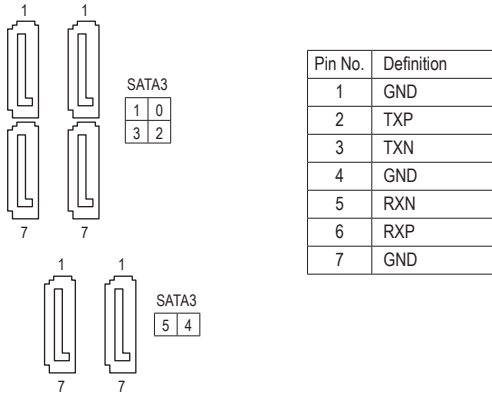 1 1
SATA3
1 0
3 2
7 7
1 1
SATA3
5 4
7 7
Pin No. Definition
1 GND
2 TXP
3 TXN
4 GND
5 RXN
6 RXP
7 GND